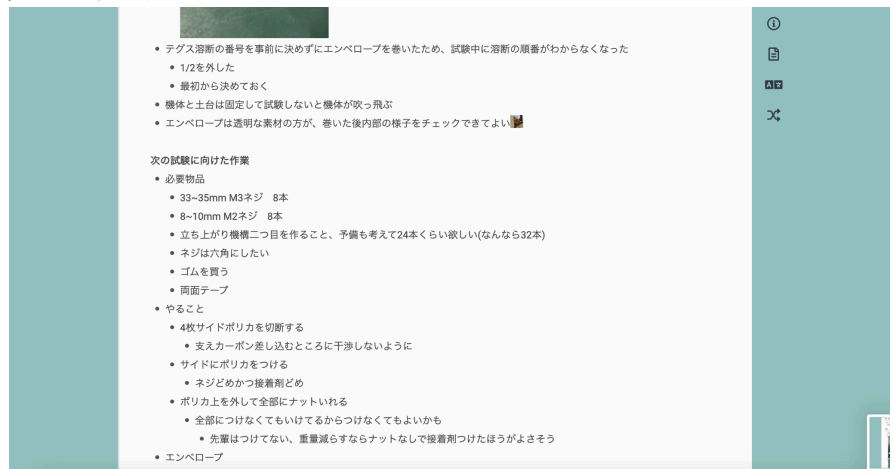 テグス溶断の番号を事前に決めずにエンベロープを巻いたため、試験中に溶断の順番がわからなくなった
1/2を外した
最初から決めておく
機体と土台は固定して試験しないと機体が吹っ飛ぶ
エンベロープは透明な素材の方が、巻いた後内部の様子をチェックできてよい
次の試験に向けた作業
必要物品
33~35mm M3ネジ　8本
8~10mm M2ネジ　8本
立ち上がり機構二つ目を作ること、予備も考えて24本くらい欲しい(なんなら32本)
ネジは六角にしたい
ゴムを買う
両面テープ
やること
4枚サイドポリカを切断する
支えカーボン差し込むところに干渉しないように
サイドにポリカをつける
ネジどめかつ接着剤どめ
ポリカ上を外して全部にナットいれる
全部につけなくてもいけてるからつけなくてもよいかも
先輩はつけてない、重量減らすならナットなしで接着剤つけたほうがよさそう
エンベロープ